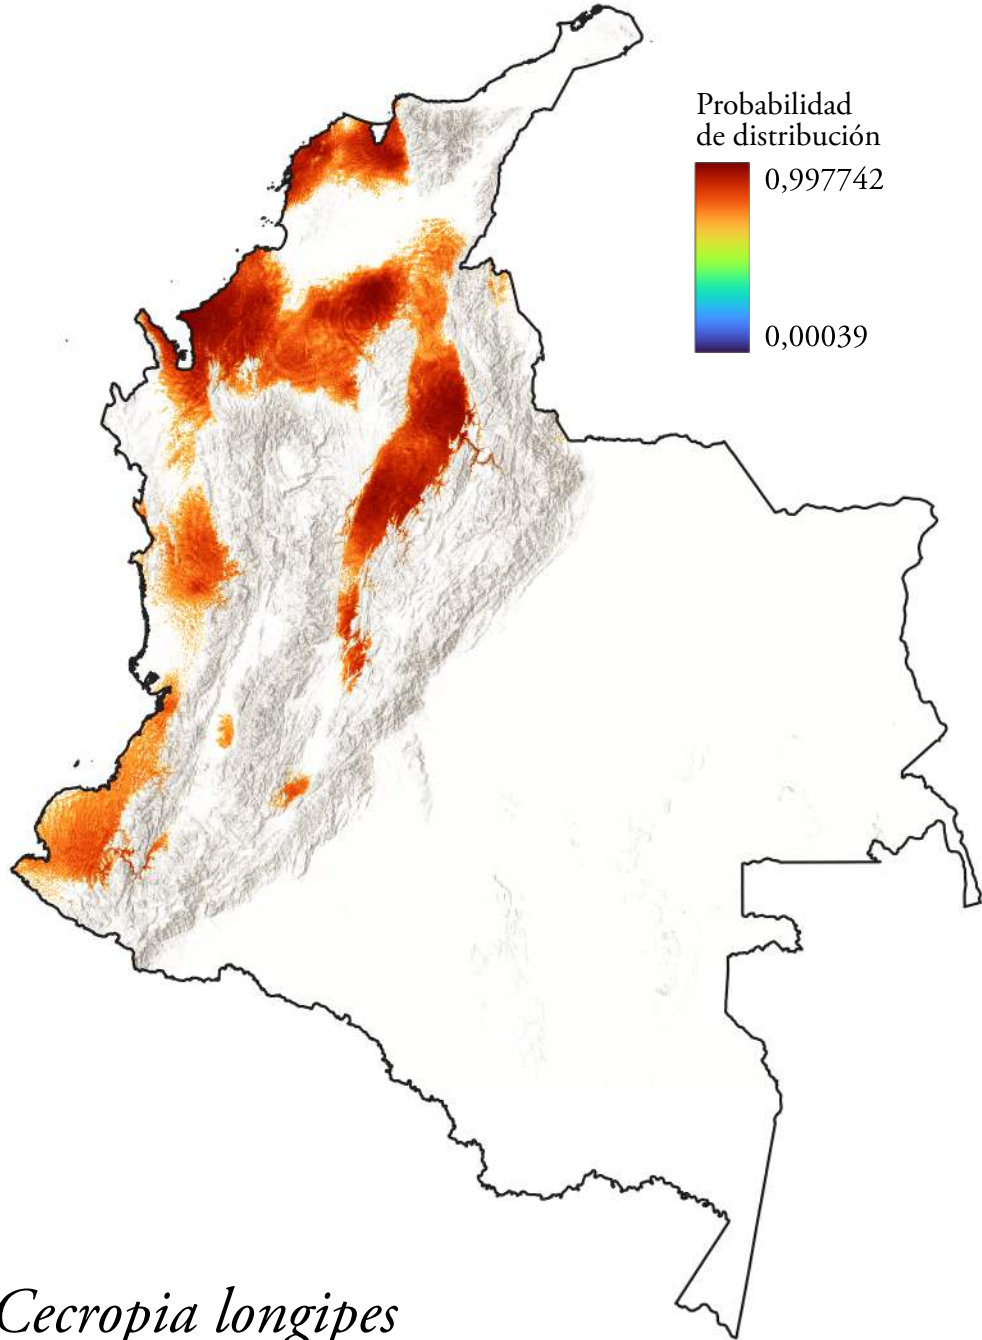 Probabilidad
de distribución
0,997742
0,00039
Cecropia longipes